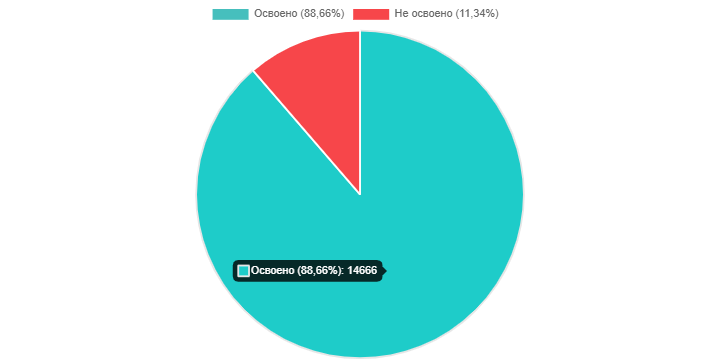 Освоено (88,66%) Не освоено (11,34%)
Освоено (88,66%): 14666